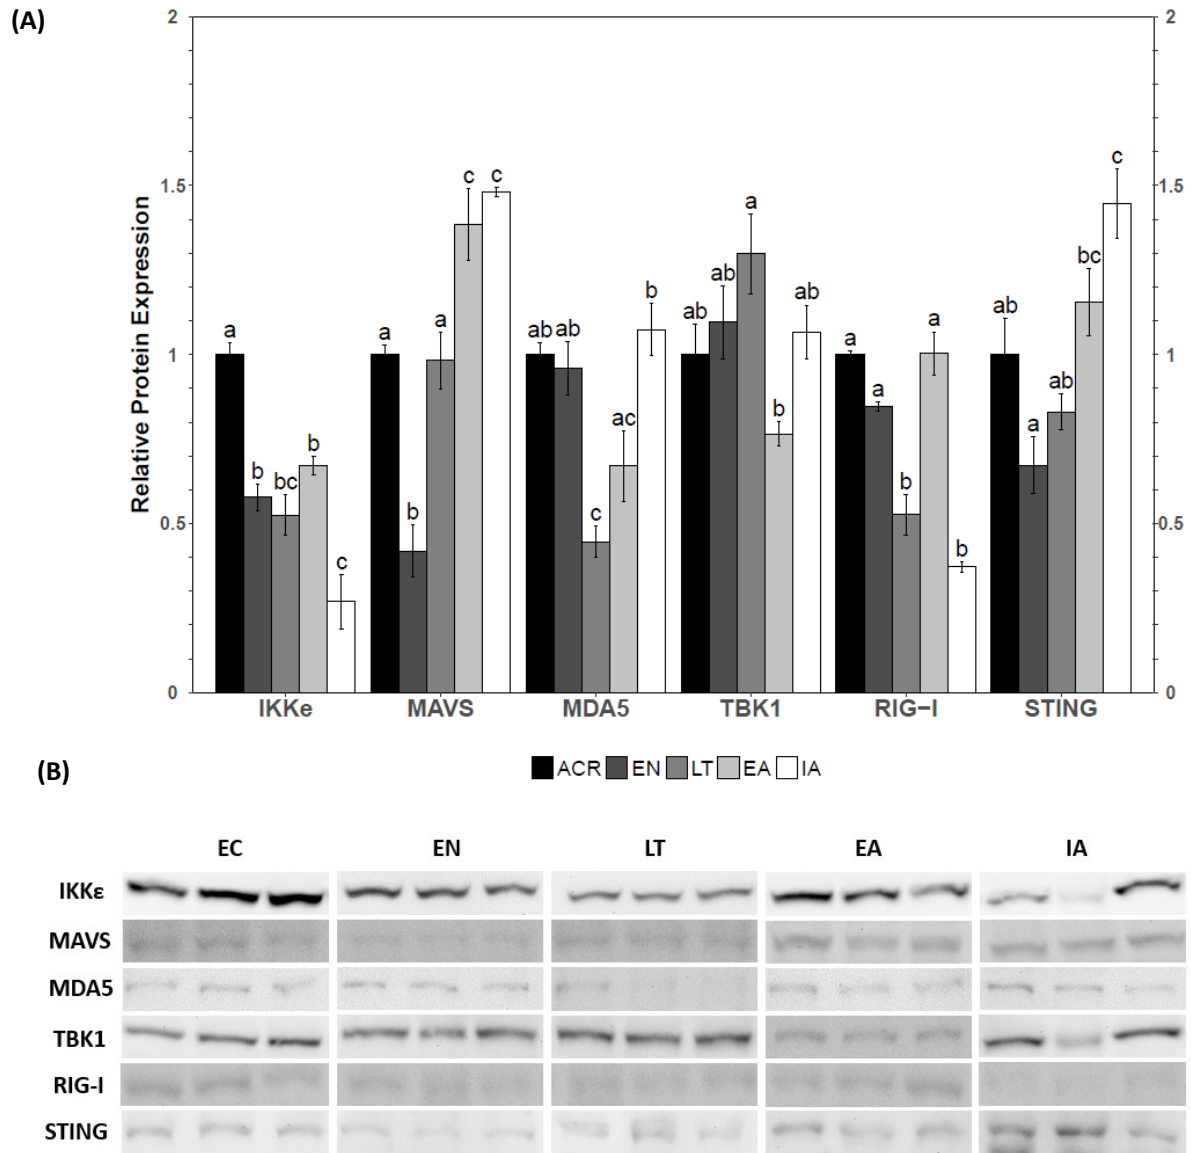 (A)
2 2
c
c c
1.5 1.5
a
bc
ab ab
b ab
a a ab ab a a
1 1
ac b a ab
b a
b bc
b
c b
0.5 0.5
b
c
0 0
Relative Protein Expression
IKKe MAVS MDA5 TBK1 RIG−I STING
ACR EN LT EA IA
(B)
EC EN LT EA IA
IKKε
MAVS
MDA5
TBK1
RIG-I
STING